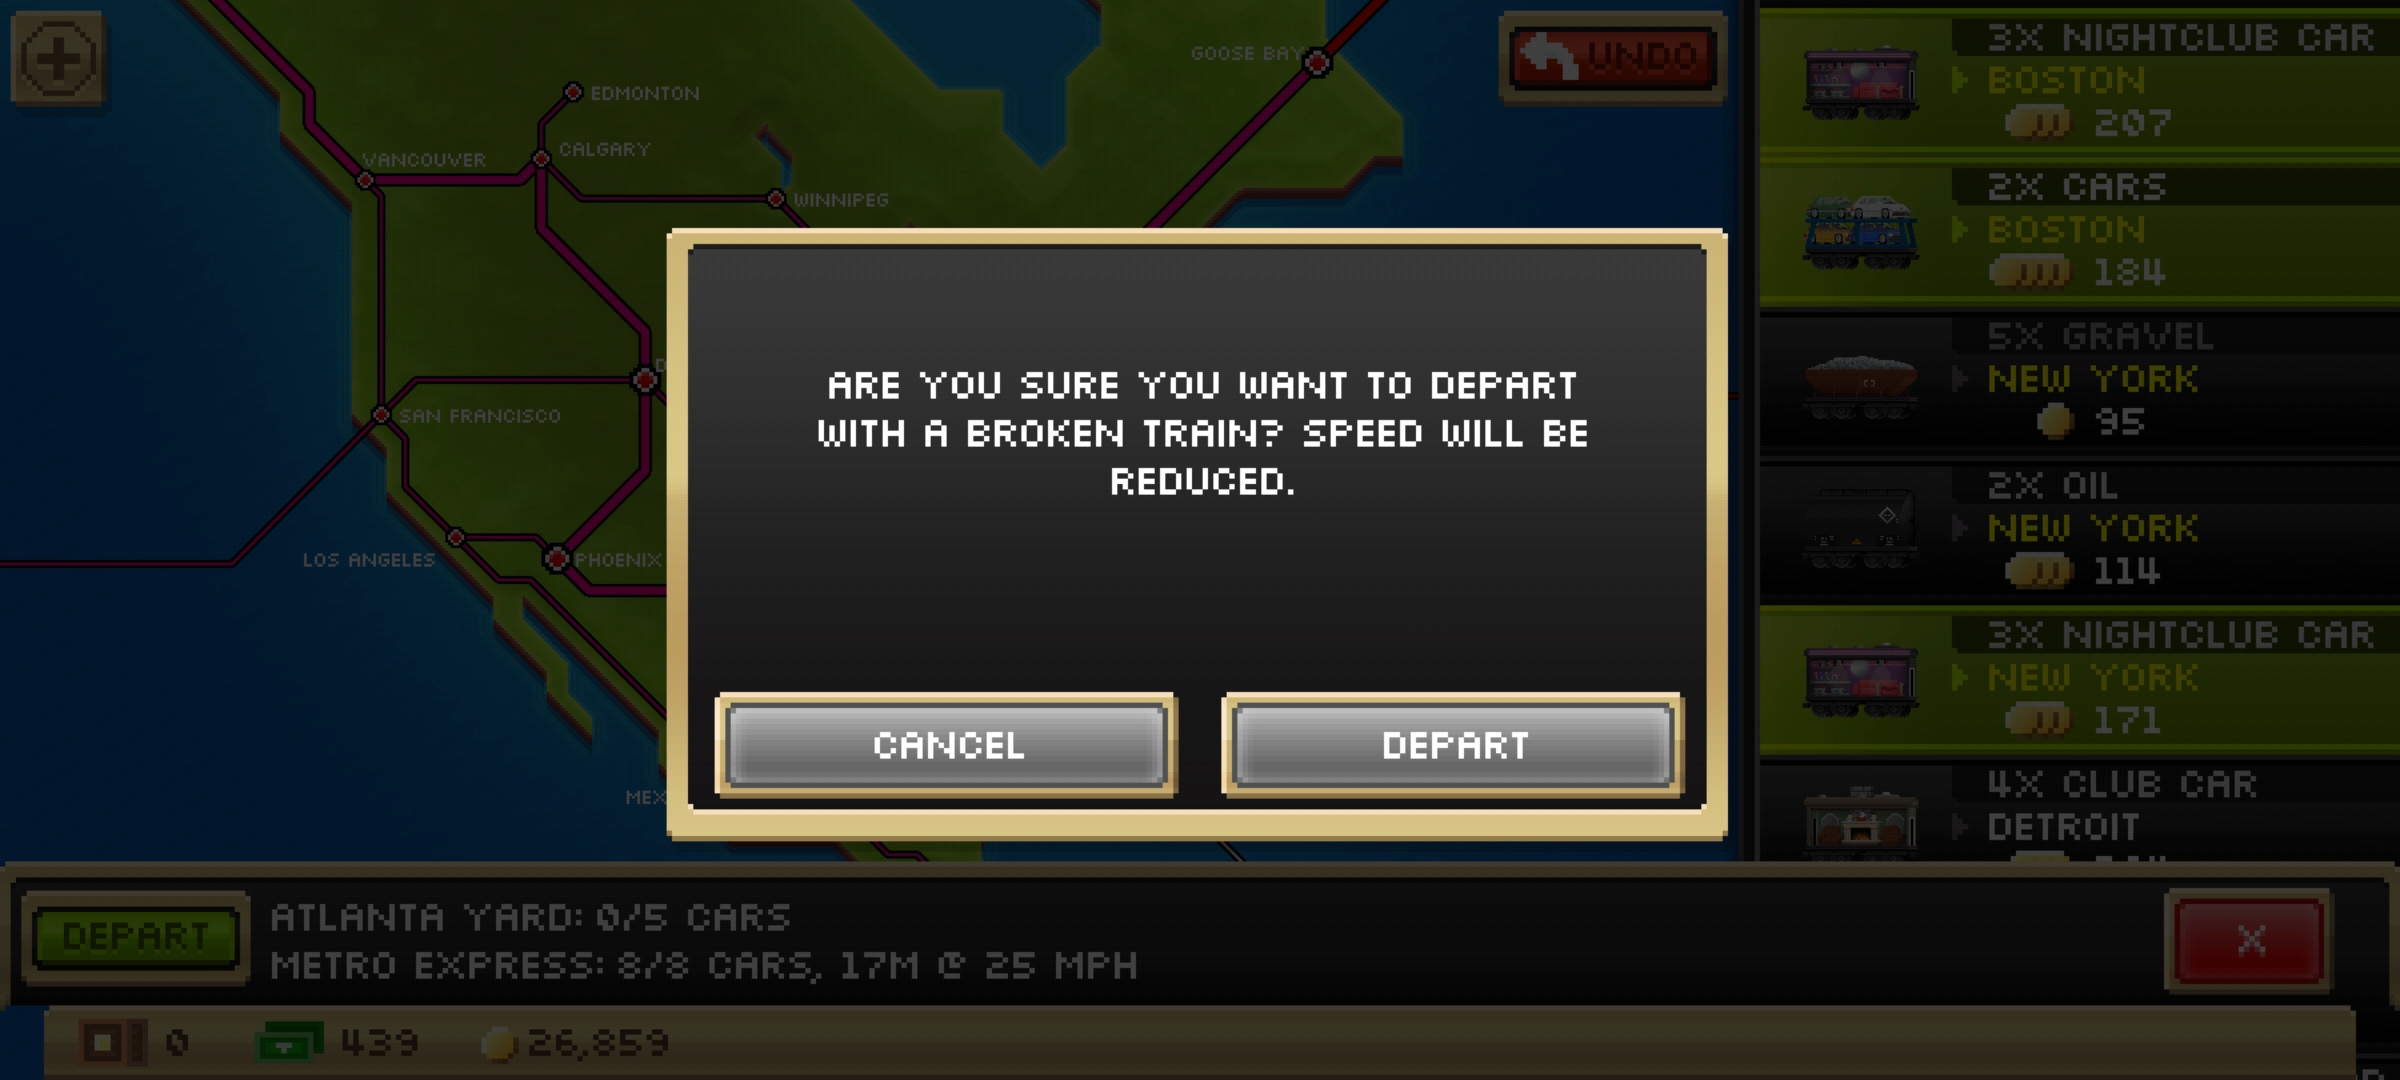 GOOSE BAY
UNDO
EDMONTON
VANCOUVER
CALGARY
WINNIPEG
SAN FRANCISCO
LOS ANGELES
PHOENIX
ARE YOU SURE YOU WANT TO DEPART
WITH A BROKEN TRAIN? SPEED WILL BE
REDUCED.
CANCEL
DEPART
3X NIGHTCLUB CAR
BOSTON
207
2X CARS
BOSTON
184
5X GRAVEL
NEW YORK
95
2X OIL
NEW YORK
114
3X NIGHTCLUB CAR
NEW YORK
171
4X CLUB CAR
DETROIT
DEPART
ATLANTA YARD: 0/5 CARS
METRO EXPRESS: 8/8 CARS, 17M @ 25 MPH
X
0
439
26,859